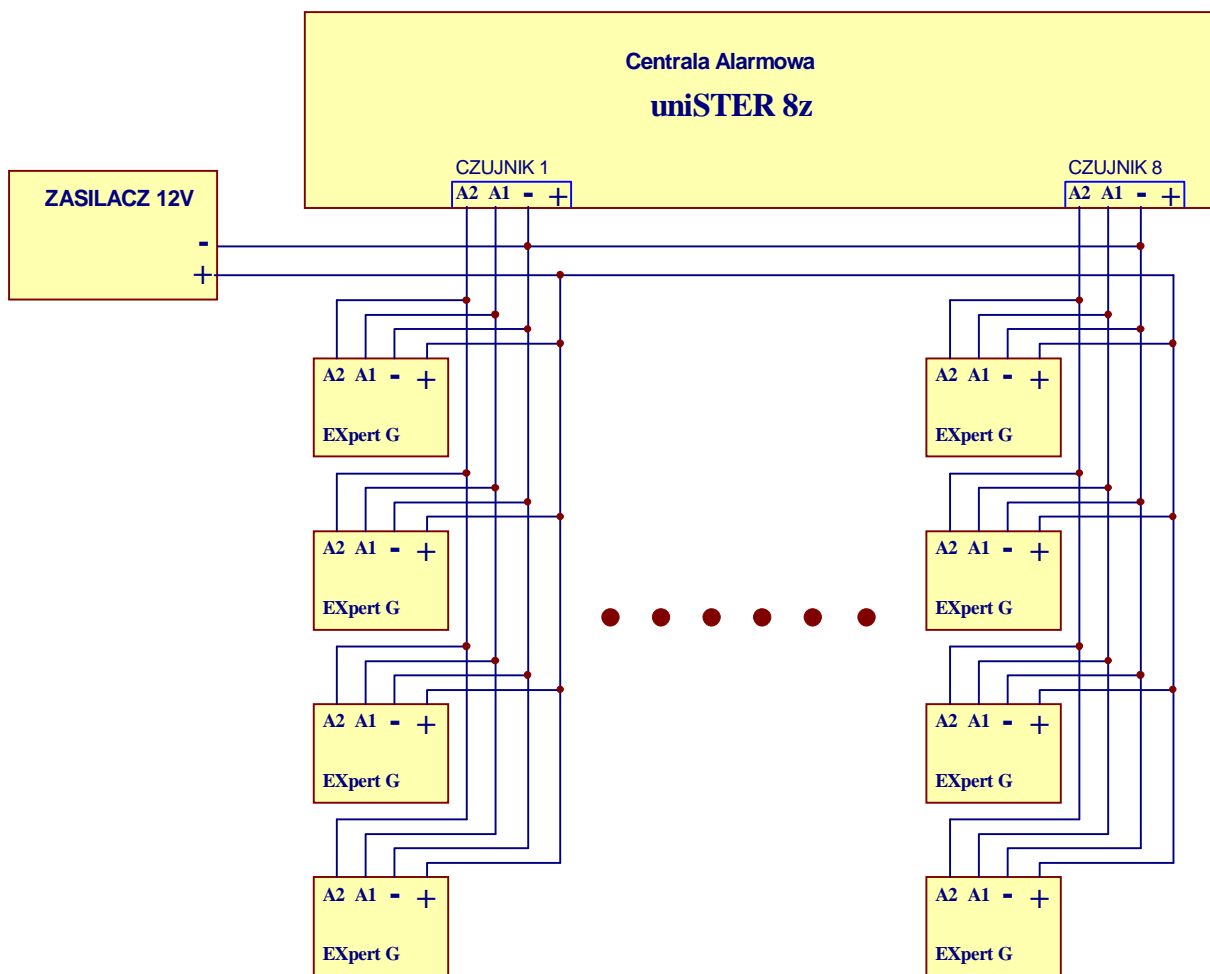 Centrala Alarmowa
uniSTER 8z
CZUJNIK 1
CZUJNIK 8
A2 A1 - +
A2 A1 - +
ZASILACZ 12V
-
+
A2 A1 - +
EXpert G
A2 A1 - +
EXpert G
A2 A1 - +
EXpert G
A2 A1 - +
EXpert G
A2 A1 - +
EXpert G
A2 A1 - +
EXpert G
A2 A1 - +
EXpert G
A2 A1 - +
EXpert G